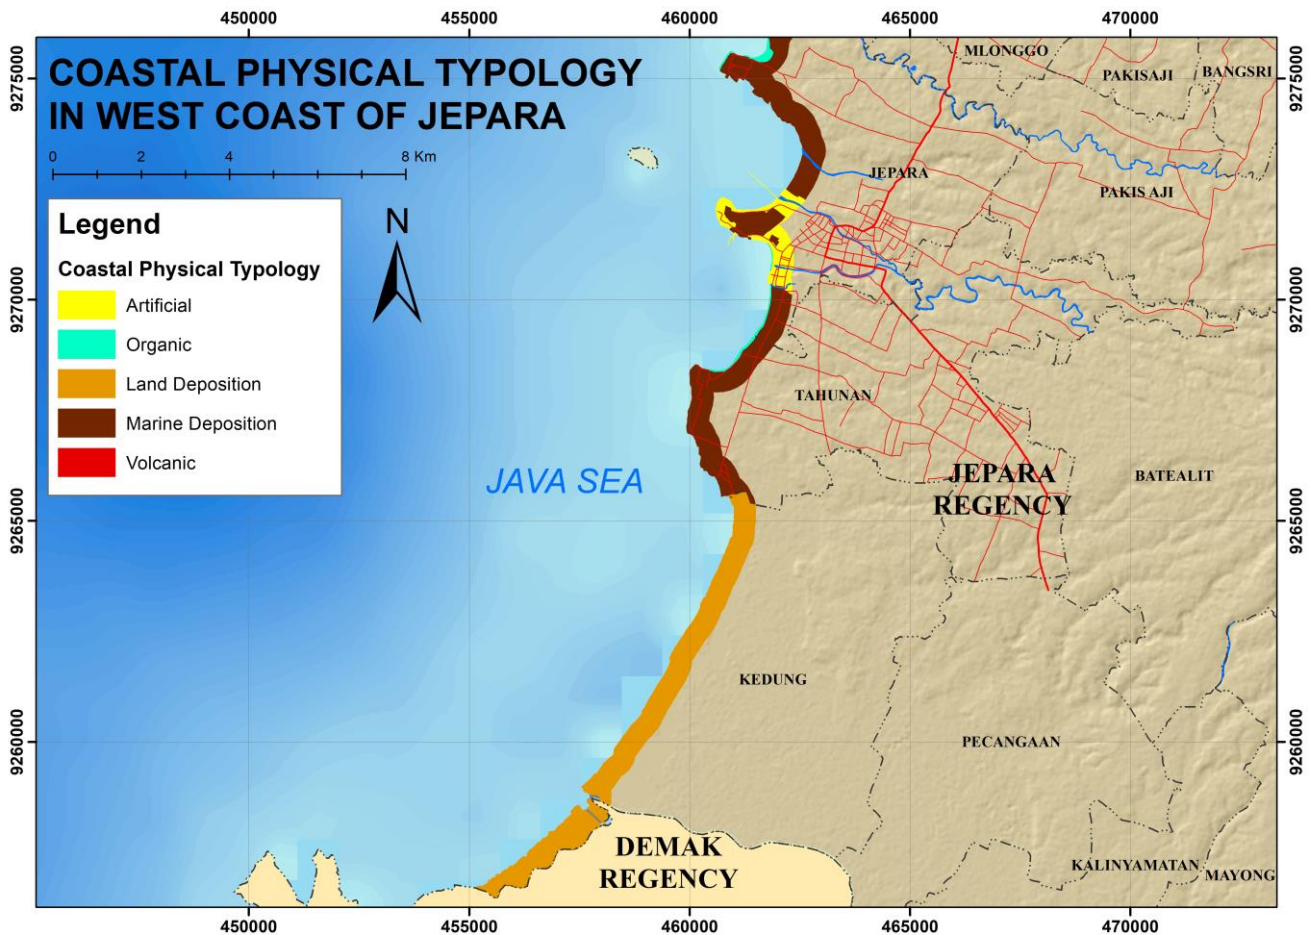 450000 455000 460000 465000 470000
COASTAL PHYSICAL TYPOLOGY
IN WEST COAST OF JEPARA
0 2 4 8 Km
N
Legend
Coastal Physical Typology
Artificial
Organic
Land Deposition
Marine Deposition
Volcanic
MLONGGO
PAKISAJI
BANGSRI
JEPARA
PAKIS AJI
TAHUNAN
JAVA SEA
JEPARA
REGENCY
BATEALIT
KEDUNG
PECANGAAN
DEMAK
REGENCY
KALINYAMATAN
MAYONG
9275000
9270000
9265000
9260000
9275000
9270000
9265000
9260000
450000 455000 460000 465000 470000